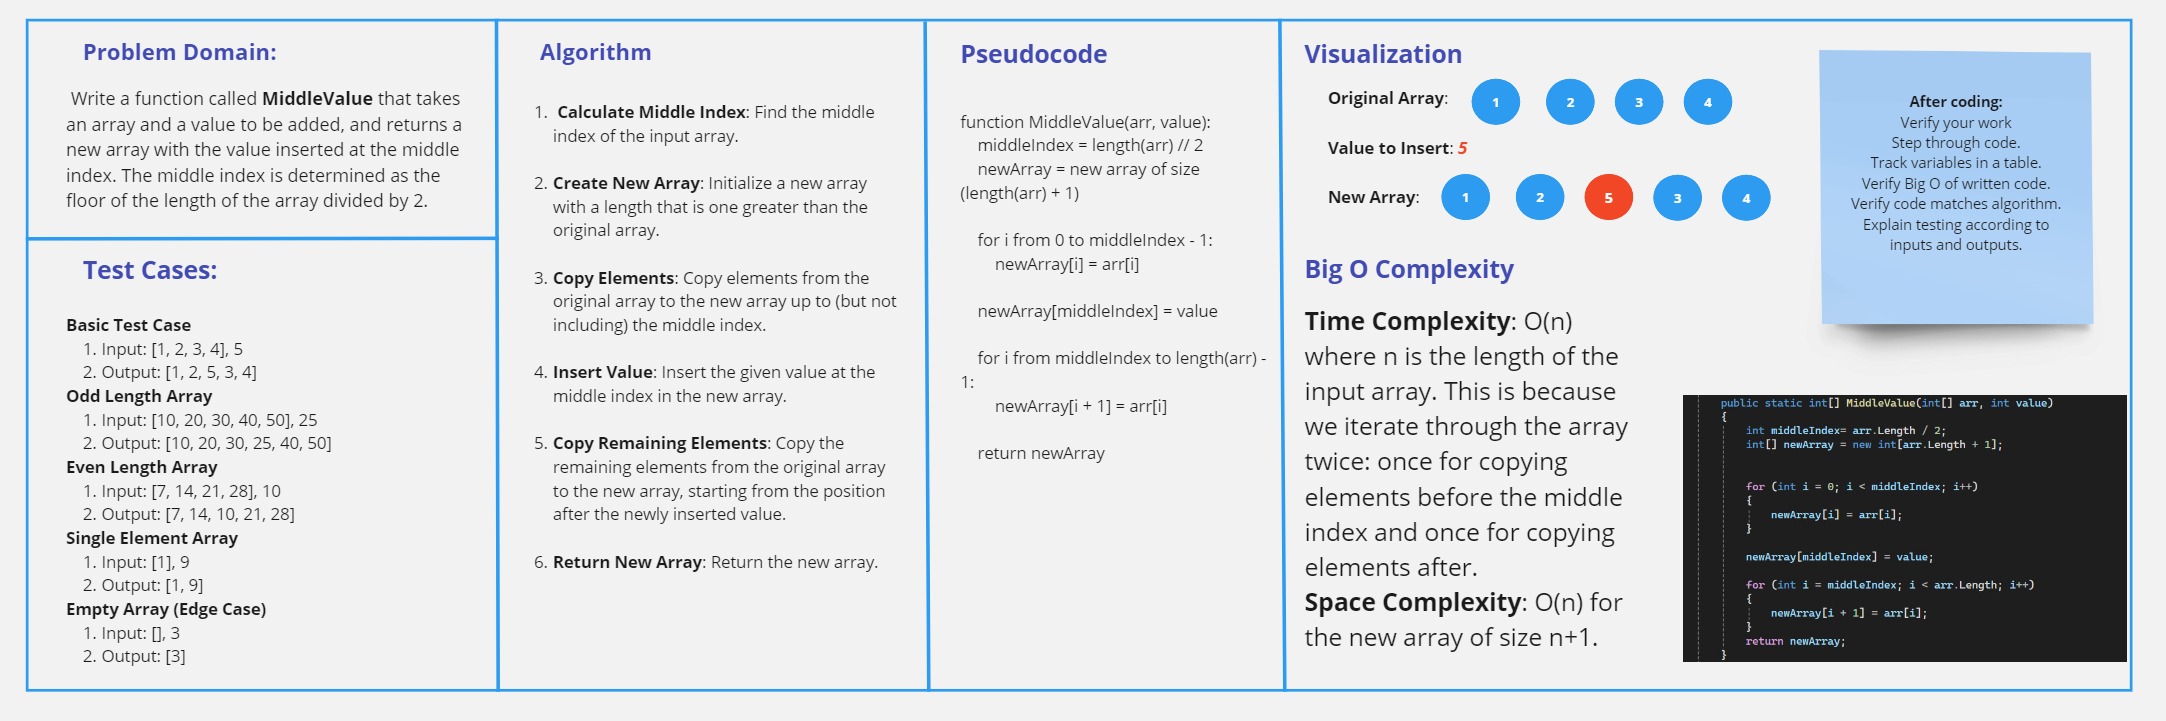 Problem Domain:
Write a function called MiddleValue that takes
an array and a value to be added, and returns a
new array with the value inserted at the middle
index. The middle index is determined as the
floor of the length of the array divided by 2.
Test Cases:
Basic Test Case
1. Input: [1, 2, 3, 4], 5
2. Output: [1, 2, 5, 3, 4]
Odd Length Array
1. Input: [10, 20, 30, 40, 50], 25
2. Output: [10, 20, 30, 25, 40, 50]
Even Length Array
1. Input: [7, 14, 21, 28], 10
2. Output: [7, 14, 10, 21, 28]
Single Element Array
1. Input: [1], 9
2. Output: [1, 9]
Empty Array (Edge Case)
1. Input: [], 3
2. Output: [3]
Algorithm
1. Calculate Middle Index: Find the middle
index of the input array.
2. Create New Array: Initialize a new array
with a length that is one greater than the
original array.
3. Copy Elements: Copy elements from the
original array to the new array up to (but not
including) the middle index.
4. Insert Value: Insert the given value at the
middle index in the new array.
5. Copy Remaining Elements: Copy the
remaining elements from the original array
to the new array, starting from the position
after the newly inserted value.
6. Return New Array: Return the new array.
Pseudocode
function MiddleValue(arr, value):
middleIndex = length(arr) // 2
newArray = new array of size
(length(arr) + 1)
for i from 0 to middleIndex - 1:
newArray[i] = arr[i]
newArray[middleIndex] = value
for i from middleIndex to length(arr) -
1:
newArray[i + 1] = arr[i]
return newArray
Visualization
Original Array: 1 2 3 4
Value to Insert: 5
New Array: 1 2 5 3 4
Big O Complexity
Time Complexity: O(n)
where n is the length of the
input array. This is because
we iterate through the array
twice: once for copying
elements before the middle
index and once for copying
elements after.
Space Complexity: O(n) for
the new array of size n+1.
After coding:
Verify your work
Step through code.
Track variables in a table.
Verify Big O of written code.
Verify code matches algorithm.
Explain testing according to
inputs and outputs.
public static int[] MiddleValue(int[] arr, int value)
{
int middleIndex= arr.Length / 2;
int[] newArray = new int[arr.Length + 1];
for (int i = 0; i < middleIndex; i++)
{
newArray[i] = arr[i];
}
newArray[middleIndex] = value;
for (int i = middleIndex; i < arr.Length; i++)
{
newArray[i + 1] = arr[i];
}
return newArray;
}